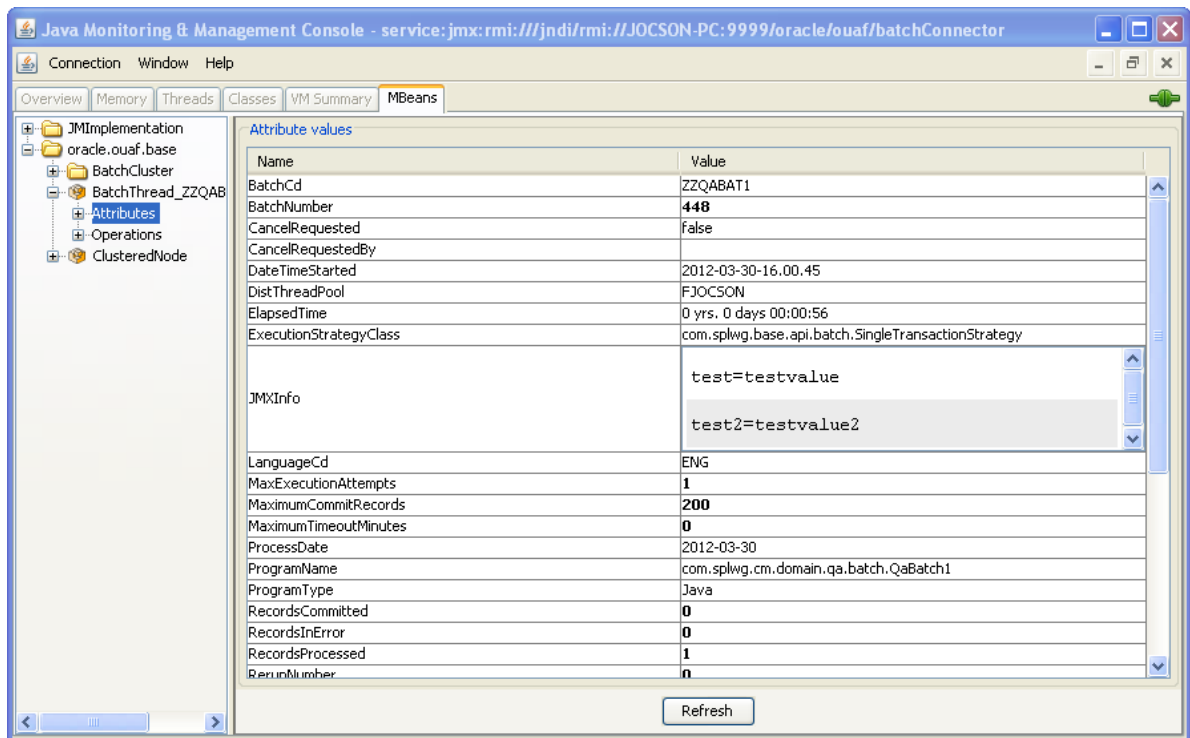 Java Monitoring & Management Console - service:jmx:rmi:///jndi/rmi://JOCSON-PC:9999/oracle/ouaf/batchConnector
Connection Window Help
Overview Memory Threads Classes VM Summary MBeans
JMImplementation
oracle.ouaf.base
BatchCluster
BatchThread_ZZQAB
Attributes
Operations
ClusteredNode
Attribute values
Name Value
BatchCd ZZQABAT1
BatchNumber 448
CancelRequested false
CancelRequestedBy
DateTimeStarted 2012-03-30-16.00.45
DistThreadPool FJOCSON
ElapsedTime 0 yrs. 0 days 00:00:56
ExecutionStrategyClass com.splwg.base.api.batch.SingleTransactionStrategy
JMXInfo
test=testvalue
test2=testvalue2
LanguageCd ENG
MaxExecutionAttempts 1
MaximumCommitRecords 200
MaximumTimeoutMinutes 0
ProcessDate 2012-03-30
ProgramName com.splwg.cm.domain.qa.batch.QaBatch1
ProgramType Java
RecordsCommitted 0
RecordsInError 0
RecordsProcessed 1
RerunNumber 0
Refresh